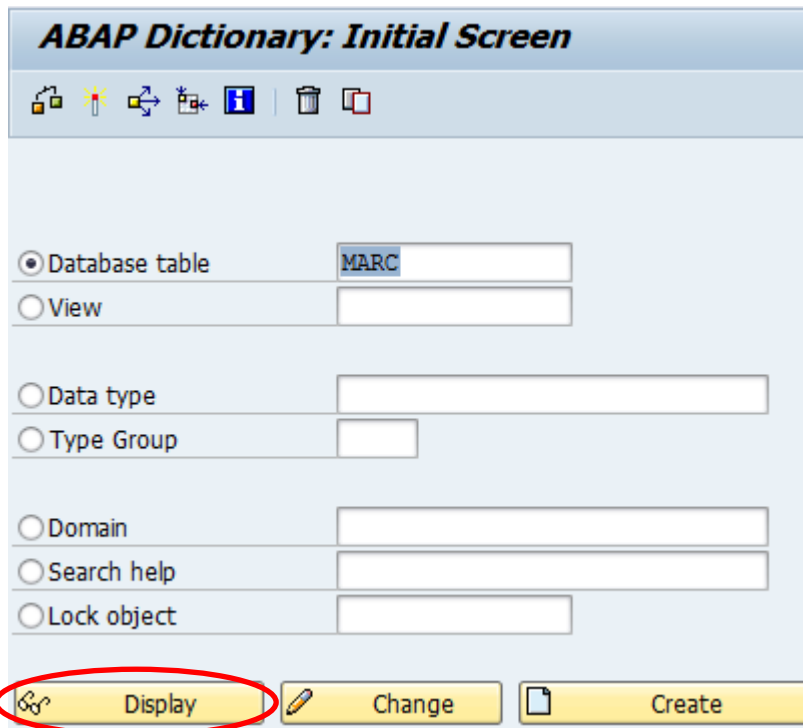 ABAP Dictionary: Initial Screen
Database table MARC
View
Data type
Type Group
Domain
Search help
Lock object
Display Change Create